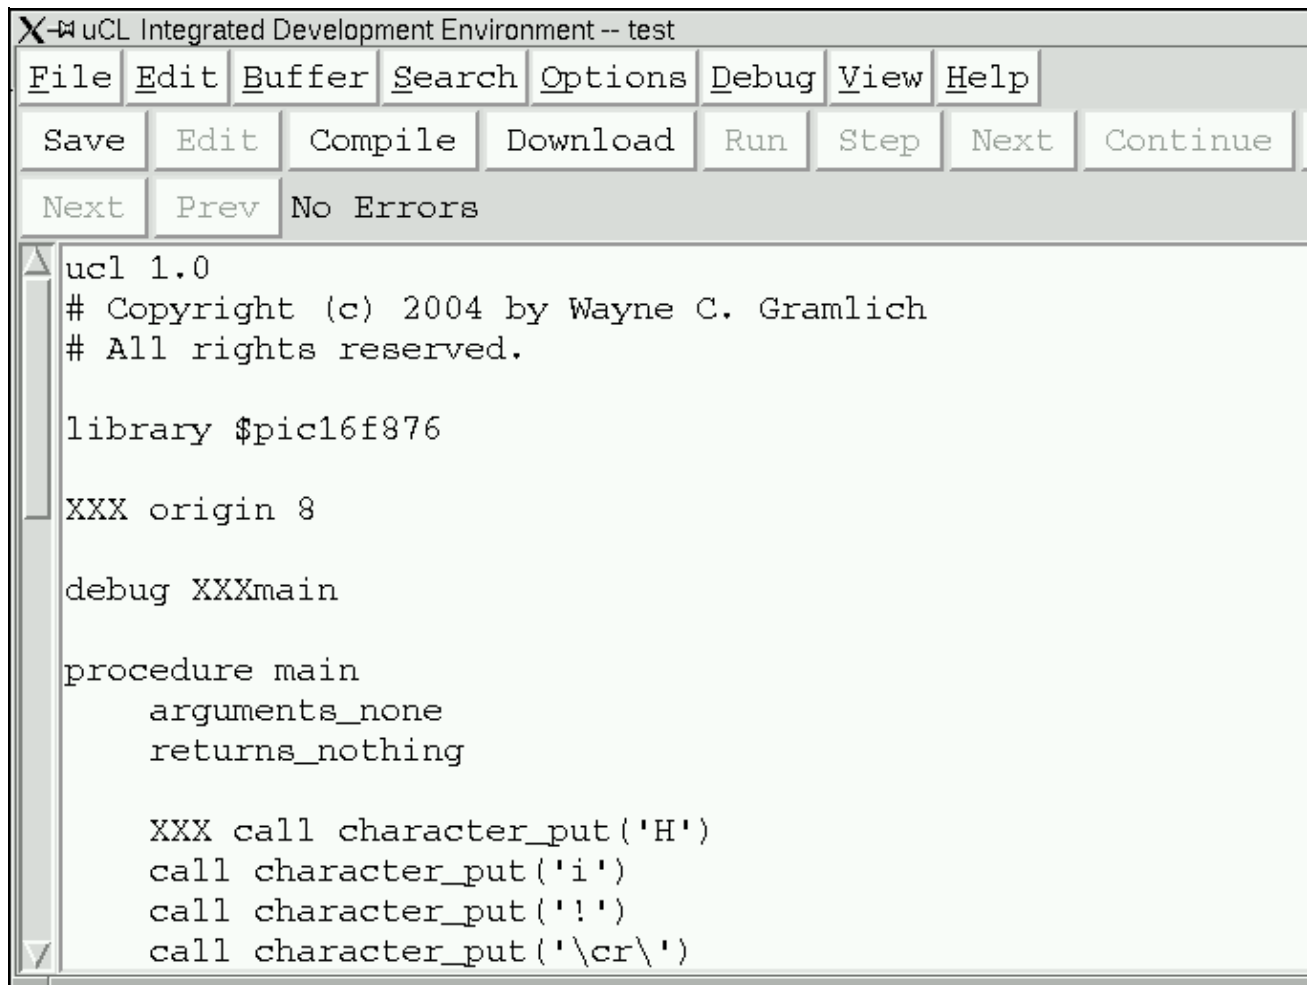 uCL Integrated Development Environment -- test
File Edit Buffer Search Options Debug View Help
Save Edit Compile Download Run Step Next Continue
Next Prev No Errors
ucl 1.0
# Copyright (c) 2004 by Wayne C. Gramlich
# All rights reserved.
library $pic16f876
XXX origin 8
debug XXXmain
procedure main
arguments_none
returns_nothing
XXX call character_put('H')
call character_put('i')
call character_put('!')
call character_put('\cr\')